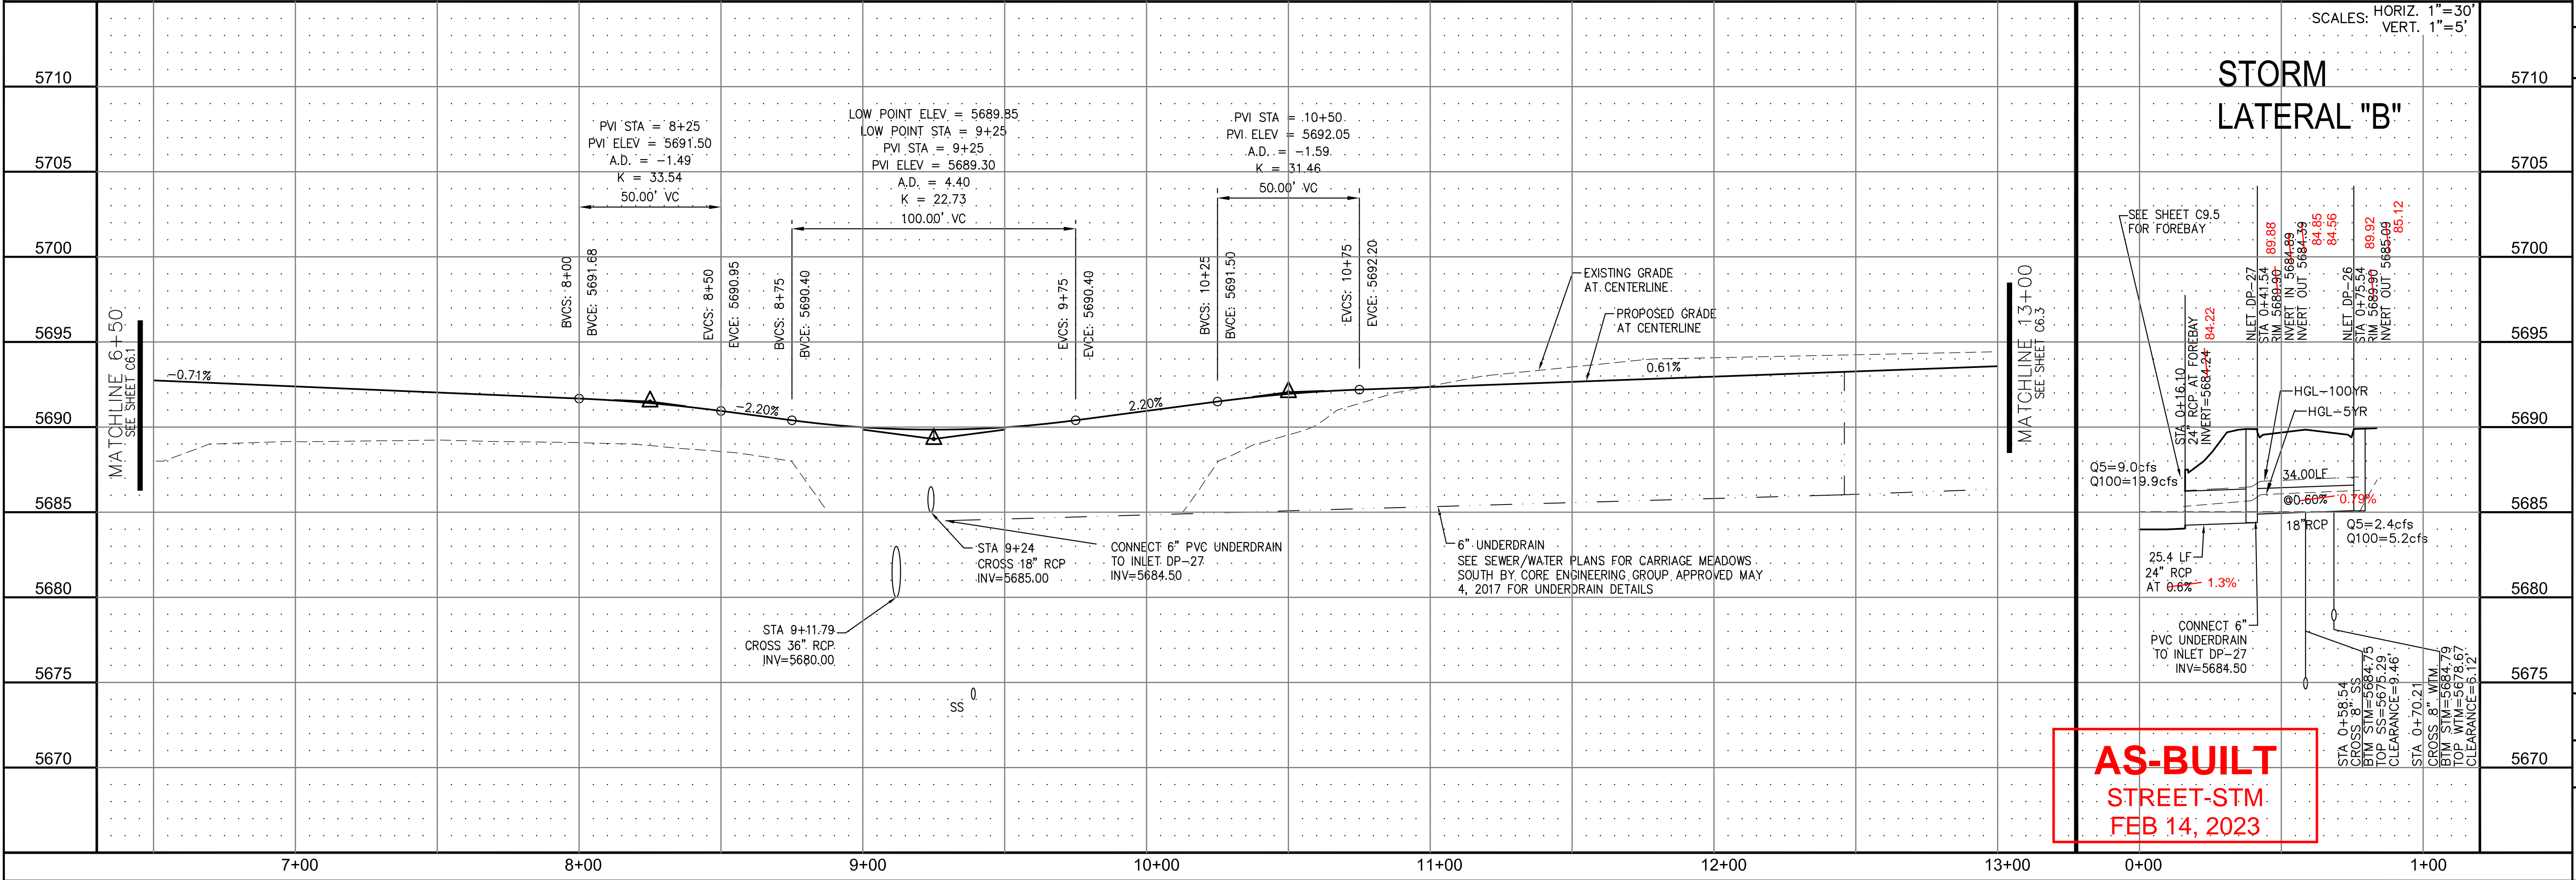 SCALES: HORIZ. 1"=30'
VERT. 1"=5'
5710
5705
5700
5695
5690
5685
5680
5675
5670
MATCHLINE 6+50
SEE SHEET C6.1
-0.71%
PVI STA = 8+25
PVI ELEV = 5691.50
A.D. = -1.49
K = 33.54
50.00' VC
BVCS: 8+00
BVCE: 5691.68
EVCS: 8+50
EVCE: 5690.95
-2.20%
LOW POINT ELEV = 5689.85
LOW POINT STA = 9+25
PVI STA = 9+25
PVI ELEV = 5689.30
A.D. = 4.40
K = 22.73
100.00' VC
BVCS: 8+75
BVCE: 5690.40
EVCS: 9+75
EVCE: 5690.40
2.20%
PVI STA = 10+50
PVI ELEV = 5692.05
A.D. = -1.59
K = 31.46
50.00' VC
BVCS: 10+25
BVCE: 5691.50
EVCS: 10+75
EVCE: 5692.20
EXISTING GRADE
AT CENTERLINE
PROPOSED GRADE
AT CENTERLINE
0.61%
MATCHLINE 13+00
SEE SHEET C6.3
STA 9+24
CROSS 18" RCP
INV=5685.00
CONNECT 6" PVC UNDERDRAIN
TO INLET DP-27
INV=5684.50
6" UNDERDRAIN
SEE SEWER/WATER PLANS FOR CARRIAGE MEADOWS
SOUTH BY CORE ENGINEERING GROUP APPROVED MAY
4, 2017 FOR UNDERDRAIN DETAILS
STA 9+11.79
CROSS 36" RCP
INV=5680.00
SS
7+00
8+00
9+00
10+00
11+00
12+00
13+00
STORM
LATERAL "B"
SEE SHEET C9.5
FOR FOREBAY
STA 0+16.10
24" RCP AT FOREBAY
INVERT=5684.24
84.22
INLET DP-27
STA 0+41.54
RIM 5689.90
INVERT IN 5684.89
INVERT OUT 5684.39
89.88
84.85
84.56
INLET DP-26
STA 0+75.54
RIM 5689.90
INVERT OUT 5685.09
89.92
85.12
HGL-100YR
HGL-5YR
Q5=9.0cfs
Q100=19.9cfs
34.00LF
@0.60% 0.79%
18" RCP
Q5=2.4cfs
Q100=5.2cfs
25.4 LF
24" RCP
AT 0.6% 1.3%
CONNECT 6"
PVC UNDERDRAIN
TO INLET DP-27
INV=5684.50
STA 0+58.54
CROSS 8" SS
BTM STM=5684.75
TOP SS=5675.29
CLEARANCE=9.46'
STA 0+70.21
CROSS 8" WTM
BTM STM=5684.79
TOP WTM=5678.67
CLEARANCE=6.12'
5710
5705
5700
5695
5690
5685
5680
5675
5670
AS-BUILT
STREET-STM
FEB 14, 2023
0+00
1+00